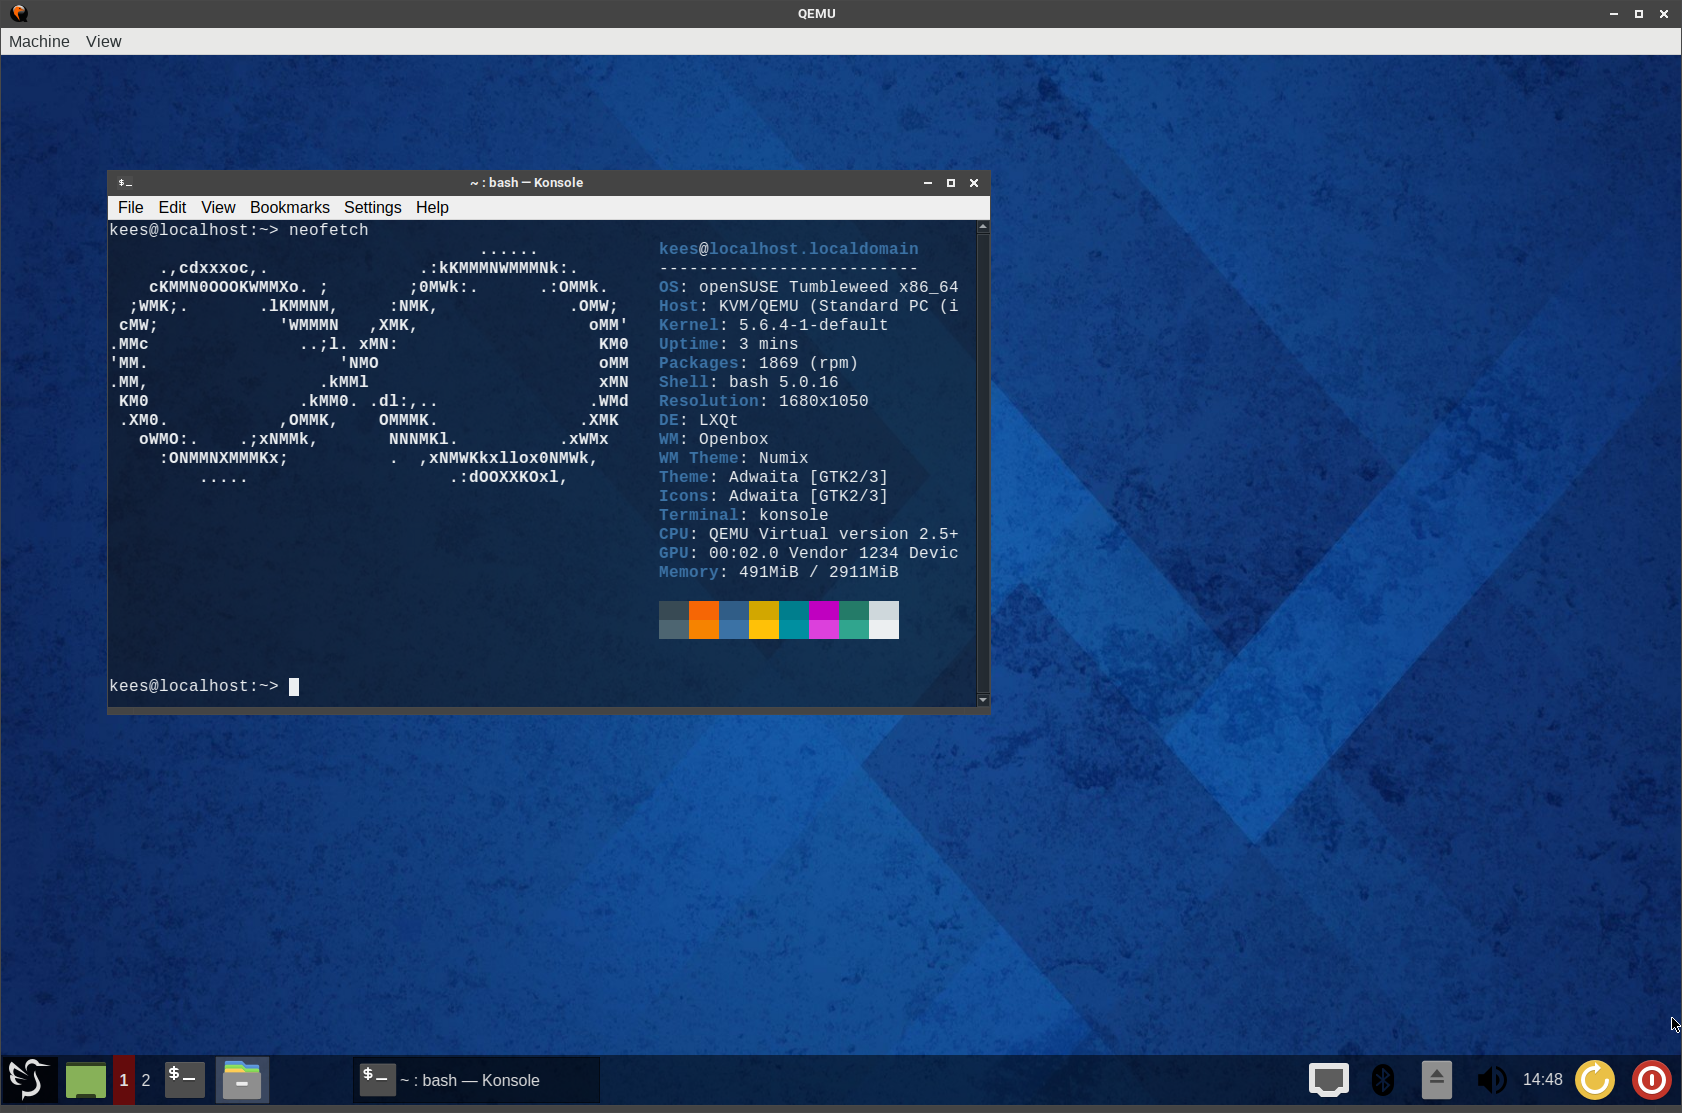 QEMU
Machine View
~ : bash — Konsole
File Edit View Bookmarks Settings Help
kees@localhost:~> neofetch
...... kees@localhost.localdomain
.,cdxxxoc,. .:kKMMMNWMMMNk:. --------------------------
cKMMN0OOOKWMMXo. ; ;0MWk:. .:OMMk. OS: openSUSE Tumbleweed x86_64
;WMK;. .lKMMNM, :NMK, .OMW; Host: KVM/QEMU (Standard PC (i
cMW; 'WMMMN ,XMK, oMM' Kernel: 5.6.4-1-default
.MMc ..;l. xMN: KM0 Uptime: 3 mins
'MM. 'NMO oMM Packages: 1869 (rpm)
.MM, .kMMl xMN Shell: bash 5.0.16
KM0 .kMM0. .dl:,.. .WMd Resolution: 1680x1050
.XM0. ,OMMK, OMMMK. .XMK DE: LXQt
oWMO:. .;xNMMk, NNNMKl. .xWMx WM: Openbox
:ONMMNXMMMKx; . ,xNMWKkxllox0NMWk, WM Theme: Numix
..... .:dOOXXKOxl, Theme: Adwaita [GTK2/3]
Icons: Adwaita [GTK2/3]
Terminal: konsole
CPU: QEMU Virtual version 2.5+
GPU: 00:02.0 Vendor 1234 Devic
Memory: 491MiB / 2911MiB
kees@localhost:~>
1 2 $– $– ~ : bash — Konsole 14:48